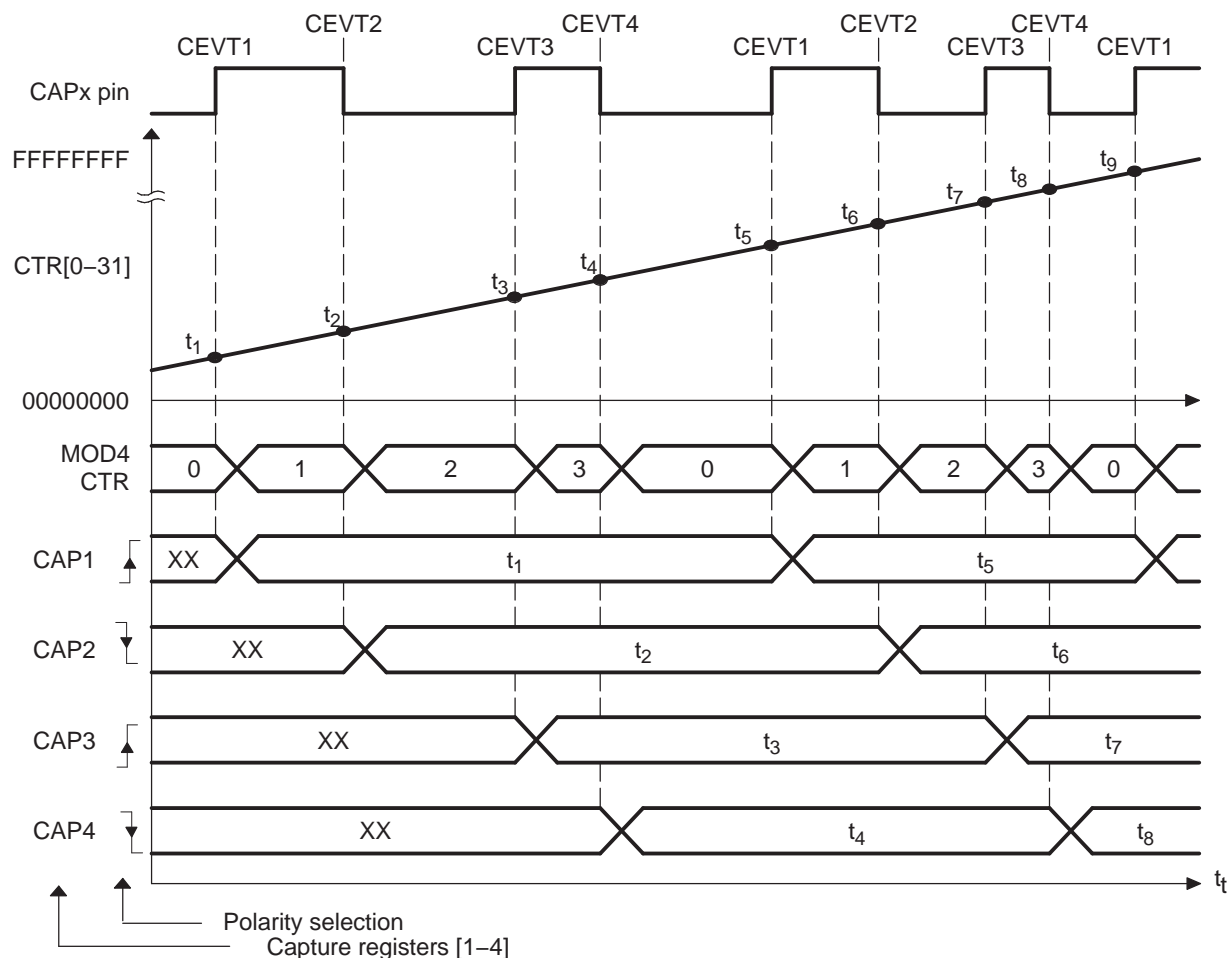 CEVT2 CEVT4 CEVT2 CEVT4
CEVT1 CEVT3 CEVT1 CEVT3 CEVT1
CAPx pin
FFFFFFFF
t9
t8
t7
t6
t5
CTR[0–31]
t4
t3
t2
t1
00000000
MOD4
CTR
0 1 2 3 0 1 2 3 0
CAP1 XX t1 t5
CAP2 XX t2 t6
CAP3 XX t3 t7
CAP4 XX t4 t8
tt
Polarity selection
Capture registers [1–4]